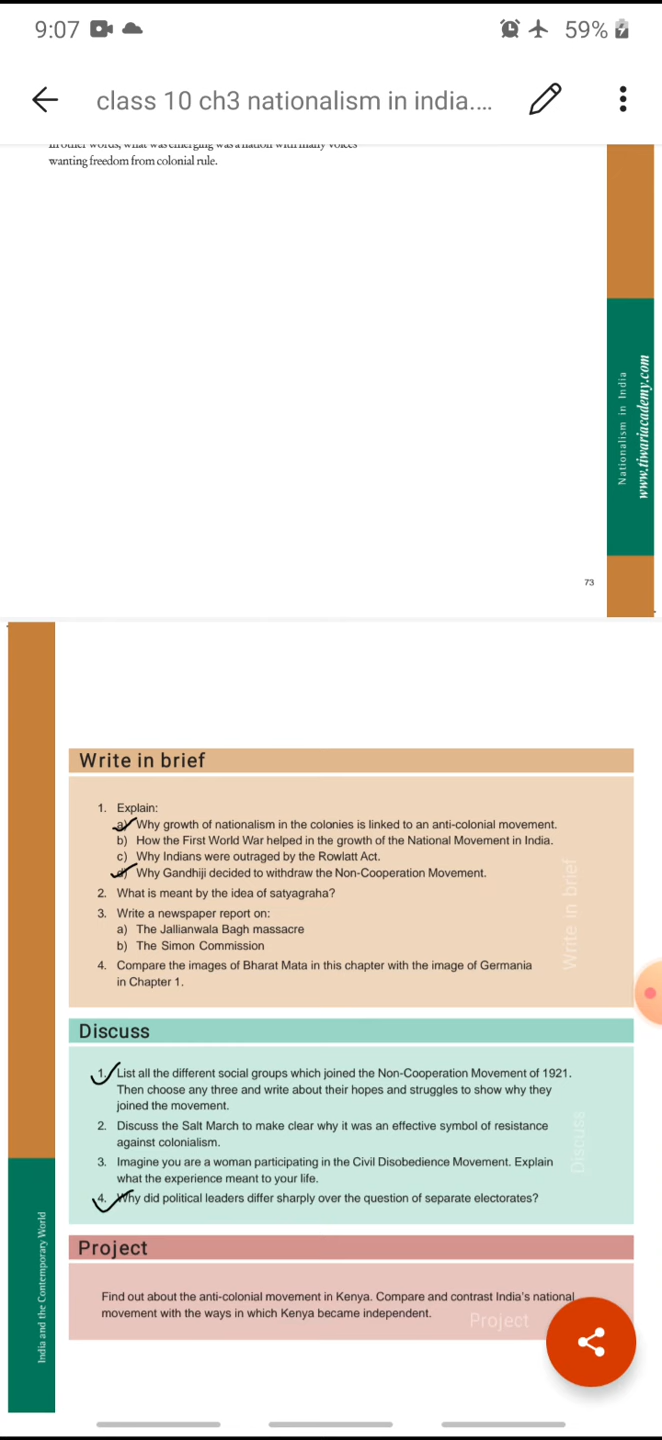 9:07
59%
class 10 ch3 nationalism in india....
in other words, what was emerging was a nation with many voices
wanting freedom from colonial rule.
Nationalism in India
www.tiwariacademy.com
73
Write in brief
1. Explain:
a) Why growth of nationalism in the colonies is linked to an anti-colonial movement.
b) How the First World War helped in the growth of the National Movement in India.
c) Why Indians were outraged by the Rowlatt Act.
d) Why Gandhiji decided to withdraw the Non-Cooperation Movement.
2. What is meant by the idea of satyagraha?
3. Write a newspaper report on:
a) The Jallianwala Bagh massacre
b) The Simon Commission
4. Compare the images of Bharat Mata in this chapter with the image of Germania
in Chapter 1.
Write in brief
Discuss
1. List all the different social groups which joined the Non-Cooperation Movement of 1921.
Then choose any three and write about their hopes and struggles to show why they
joined the movement.
2. Discuss the Salt March to make clear why it was an effective symbol of resistance
against colonialism.
3. Imagine you are a woman participating in the Civil Disobedience Movement. Explain
what the experience meant to your life.
4. Why did political leaders differ sharply over the question of separate electorates?
Discuss
Project
Find out about the anti-colonial movement in Kenya. Compare and contrast India's national
movement with the ways in which Kenya became independent.
Project
India and the Contemporary World